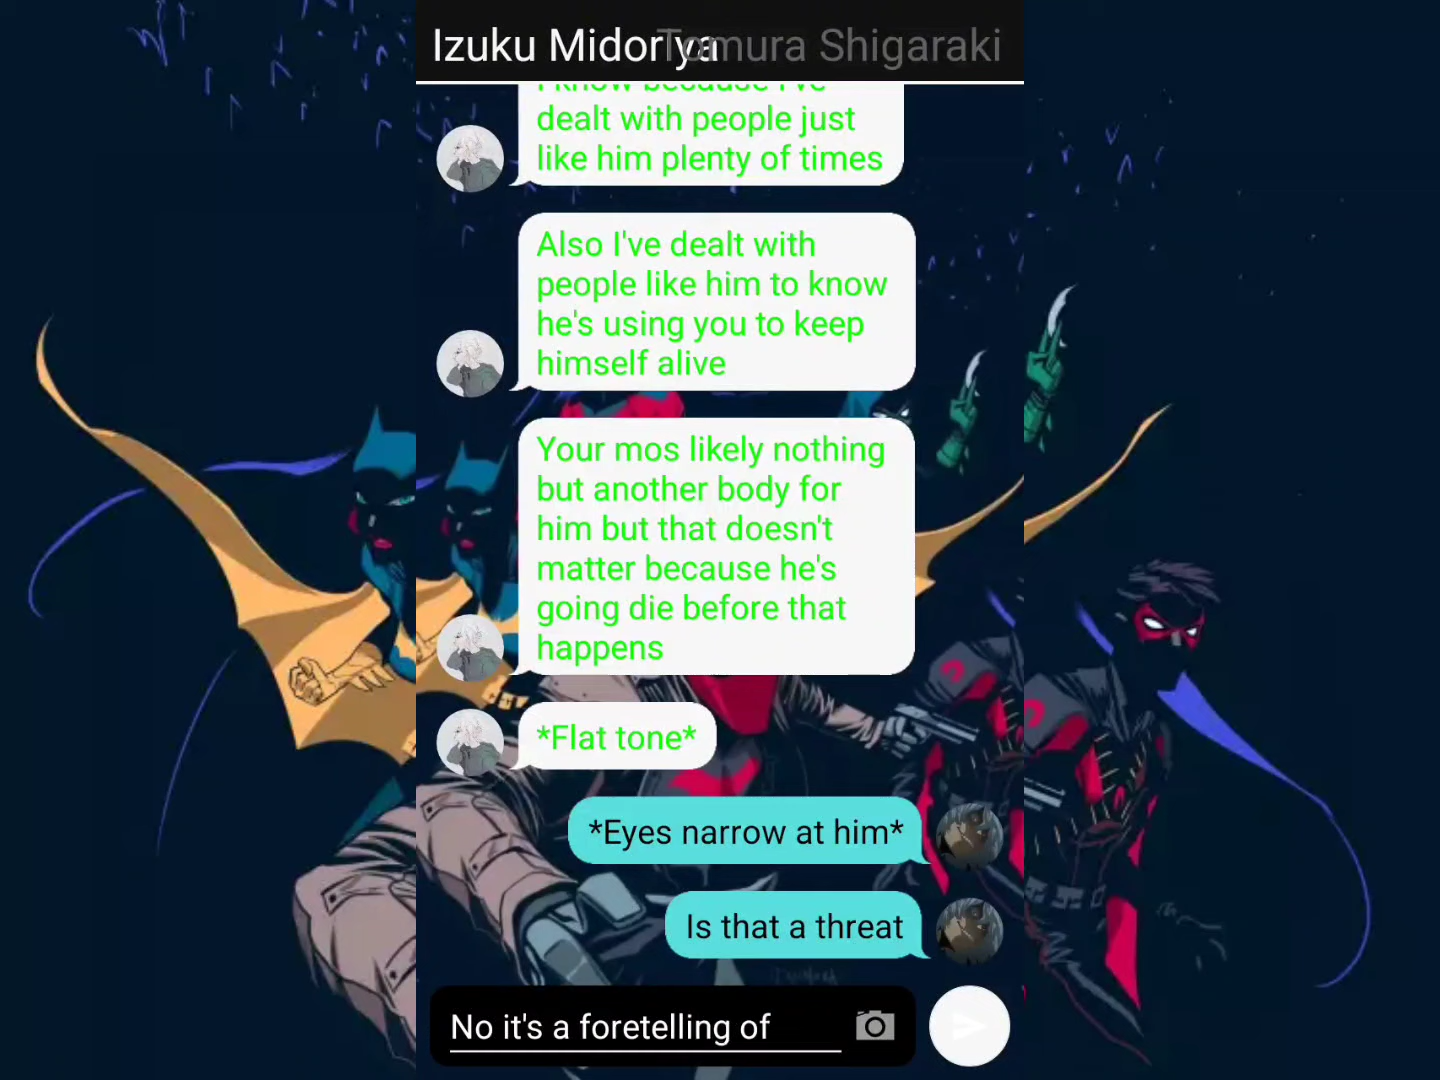 Izuku Midoriya Tomura Shigaraki
I know because I've
dealt with people just
like him plenty of times
Also I've dealt with
people like him to know
he's using you to keep
himself alive
Your mos likely nothing
but another body for
him but that doesn't
matter because he's
going die before that
happens
*Flat tone*
*Eyes narrow at him*
Is that a threat
No it's a foretelling of